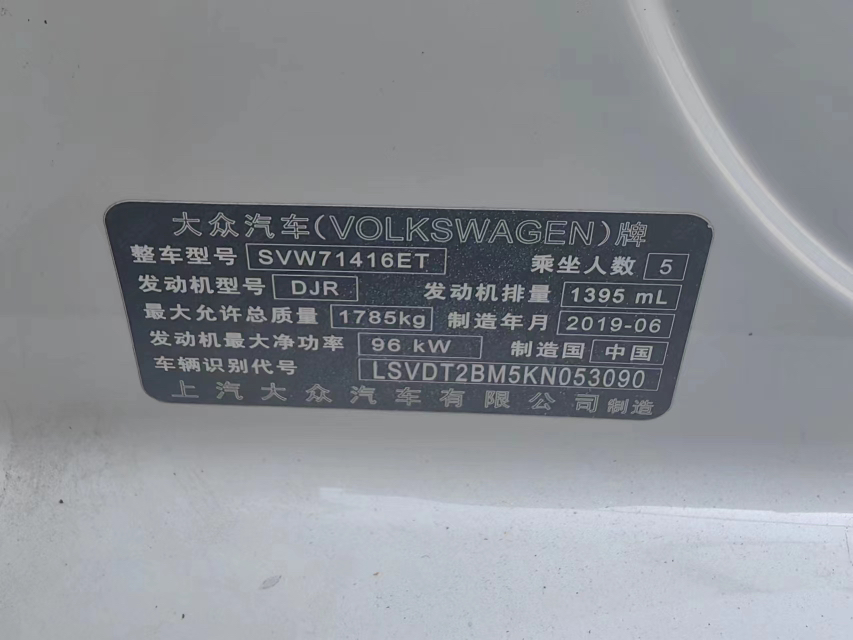 大众汽车(VOLKSWAGEN)牌
整车型号 SVW71416ET 乘坐人数 5
发动机型号 DJR 发动机排量 1395 mL
最大允许总质量 1785kg 制造年月 2019-06
发动机最大净功率 96 kW 制造国 中国
车辆识别代号 LSVDT2BM5KN053090
上汽大众汽车有限公司制造